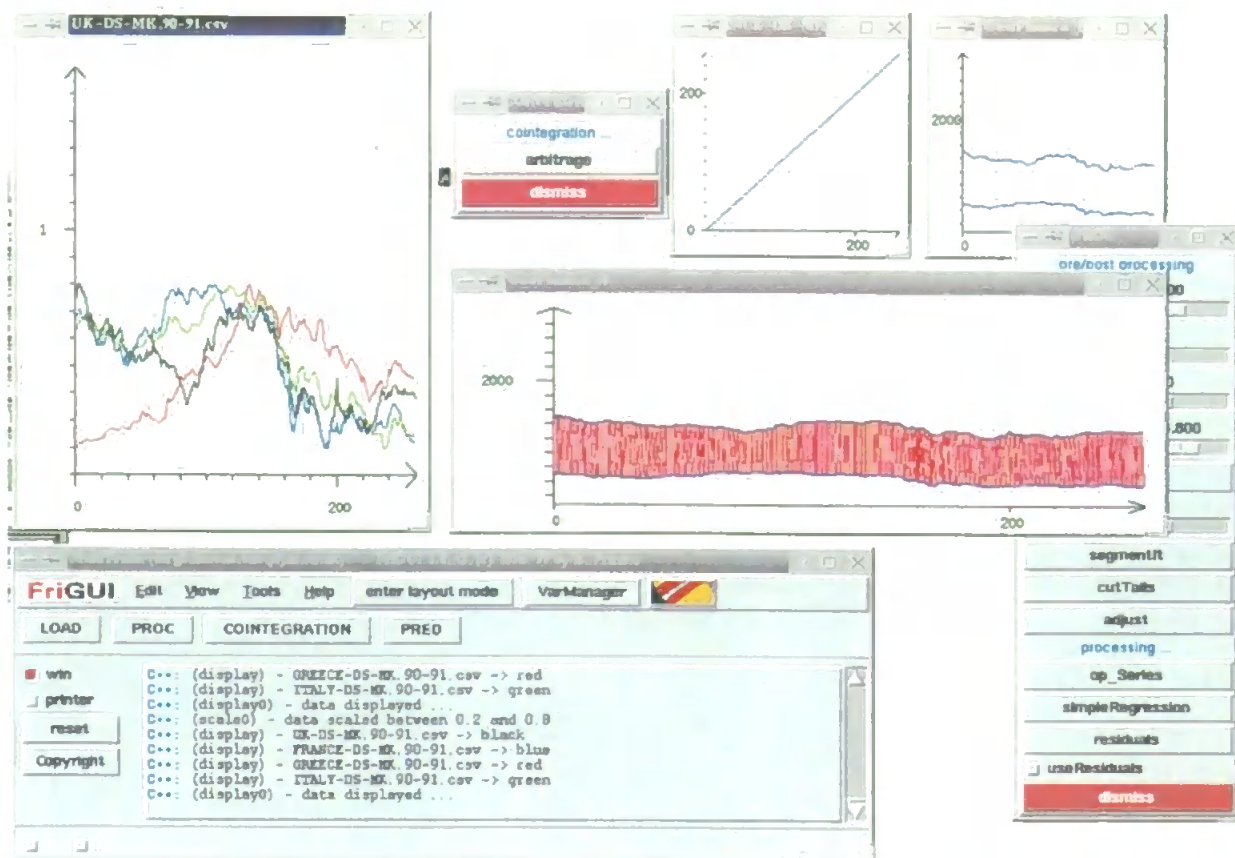 UK-DS-MK.90-91.csv
1
0
200
cointegration ...
arbitrage
dismiss
200
0
200
2000
0
pre/post processing
00
0
.800
2000
0
200
segmentIt
cutTails
adjust
processing ...
op_Series
simpleRegression
residuals
useResiduals
dismiss
FriGUI Edit View Tools Help enter layout mode VarManager
LOAD PROC COINTEGRATION PRED
win
printer
reset
Copyright
C++: (display) - GREECE-DS-MK.90-91.csv -> red
C++: (display) - ITALY-DS-MK.90-91.csv -> green
C++: (display0) - data displayed ...
C++: (scale0) - data scaled between 0.2 and 0.8
C++: (display) - UK-DS-MK.90-91.csv -> black
C++: (display) - FRANCE-DS-MK.90-91.csv -> blue
C++: (display) - GREECE-DS-MK.90-91.csv -> red
C++: (display) - ITALY-DS-MK.90-91.csv -> green
C++: (display0) - data displayed ...